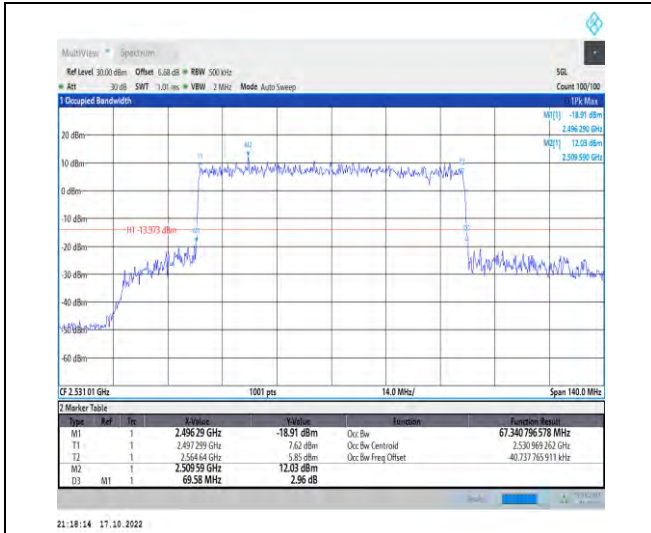 MultiView Spectrum
Ref Level 30.00 dBm Offset 6.68 dB RBW 500 kHz SGL
Att 30 dB SWT 1.01 ms VBW 2 MHz Mode Auto Sweep Count 100/100
1 Occupied Bandwidth 1Pk Max
M1[1] -18.91 dBm
2.496 290 GHz
M2[1] 12.03 dBm
2.509 590 GHz
20 dBm
M2
T1
10 dBm
0 dBm
-10 dBm
H1 -13.973 dBm
-20 dBm
-30 dBm
-40 dBm
-50 dBm
-60 dBm
CF 2.531 01 GHz 1001 pts 14.0 MHz/ Span 140.0 MHz
2 Marker Table
Type Ref Trc X-Value Y-Value Function Function Result
M1 1 2.496 29 GHz -18.91 dBm Occ Bw 67.340 796 578 MHz
T1 1 2.497 299 GHz 7.62 dBm Occ Bw Centroid 2.530 969 262 GHz
T2 1 2.564 64 GHz 5.85 dBm Occ Bw Freq Offset -40.737 765 911 kHz
M2 1 2.509 59 GHz 12.03 dBm
D3 M1 1 69.58 MHz 2.96 dB
21:18:14 17.10.2022